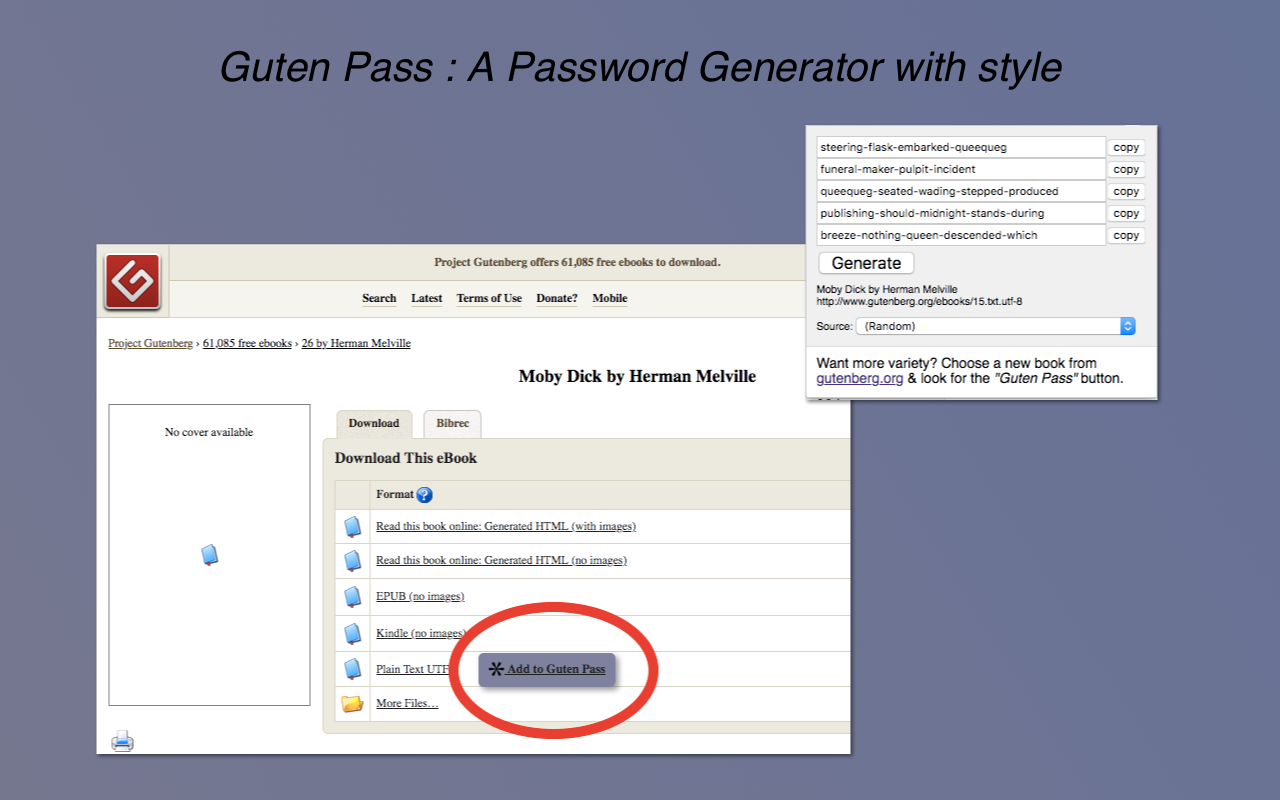 Guten Pass : A Password Generator with style
steering-flask-embarked-queequeg copy
funeral-maker-pulpit-incident copy
queequeg-seated-wading-stepped-produced copy
publishing-should-midnight-stands-during copy
breeze-nothing-queen-descended-which copy
Generate
Moby Dick by Herman Melville
http://www.gutenberg.org/ebooks/15.txt.utf-8
Source: (Random)
Want more variety? Choose a new book from
gutenberg.org & look for the "Guten Pass" button.
Project Gutenberg offers 61,085 free ebooks to download.
Search Latest Terms of Use Donate? Mobile
Project Gutenberg › 61,085 free ebooks › 26 by Herman Melville
Moby Dick by Herman Melville
No cover available
Download Bibrec
Download This eBook
Format ?
Read this book online: Generated HTML (with images)
Read this book online: Generated HTML (no images)
EPUB (no images)
Kindle (no images)
Plain Text UTF
* Add to Guten Pass
More Files…